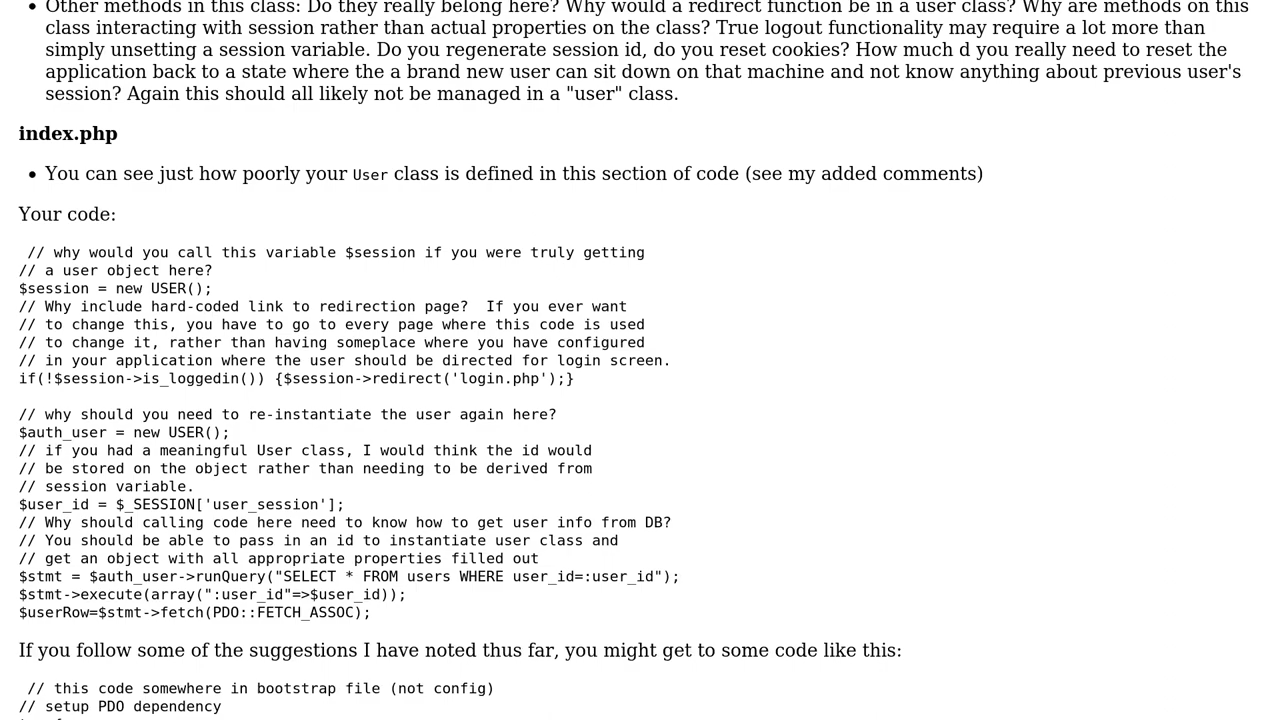 • Other methods in this class: Do they really belong here? Why would a redirect function be in a user class? Why are methods on this
class interacting with session rather than actual properties on the class? True logout functionality may require a lot more than
simply unsetting a session variable. Do you regenerate session id, do you reset cookies? How much d you really need to reset the
application back to a state where the a brand new user can sit down on that machine and not know anything about previous user's
session? Again this should all likely not be managed in a "user" class.
index.php
• You can see just how poorly your User class is defined in this section of code (see my added comments)
Your code:
// why would you call this variable $session if you were truly getting
// a user object here?
$session = new USER();
// Why include hard-coded link to redirection page?  If you ever want
// to change this, you have to go to every page where this code is used
// to change it, rather than having someplace where you have configured
// in your application where the user should be directed for login screen.
if(!$session->is_loggedin()) {$session->redirect('login.php');}
// why should you need to re-instantiate the user again here?
$auth_user = new USER();
// if you had a meaningful User class, I would think the id would
// be stored on the object rather than needing to be derived from
// session variable.
$user_id = $_SESSION['user_session'];
// Why should calling code here need to know how to get user info from DB?
// You should be able to pass in an id to instantiate user class and
// get an object with all appropriate properties filled out
$stmt = $auth_user->runQuery("SELECT * FROM users WHERE user_id=:user_id");
$stmt->execute(array(":user_id"=>$user_id));
$userRow=$stmt->fetch(PDO::FETCH_ASSOC);
If you follow some of the suggestions I have noted thus far, you might get to some code like this:
// this code somewhere in bootstrap file (not config)
// setup PDO dependency